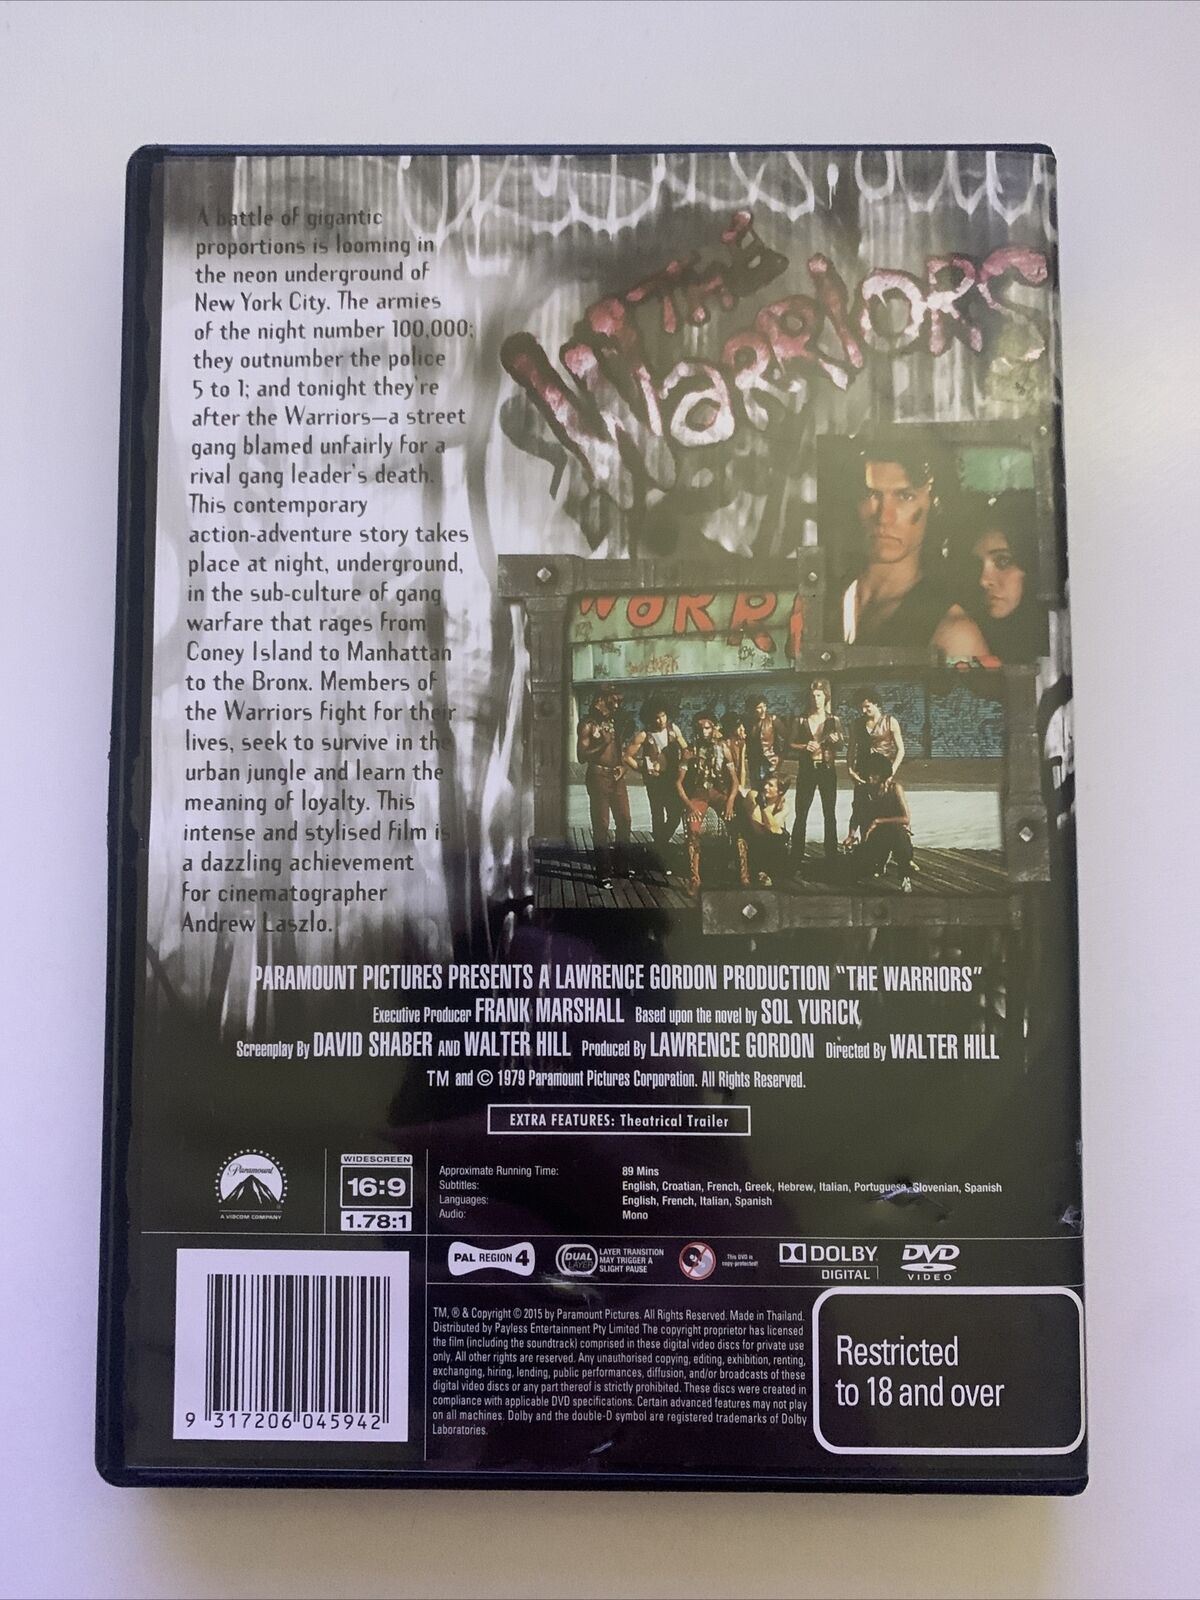 A battle of gigantic
proportions is looming in
the neon underground of
New York City. The armies
of the night number 100,000;
they outnumber the police
5 to 1; and tonight they're
after the Warriors—a street
gang blamed unfairly for a
rival gang leader's death.
This contemporary
action-adventure story takes
place at night, underground,
in the sub-culture of gang
warfare that rages from
Coney Island to Manhattan
to the Bronx. Members of
the Warriors fight for their
lives, seek to survive in the
urban jungle and learn the
meaning of loyalty. This
intense and stylised film is
a dazzling achievement
for cinematographer
Andrew Laszlo.
THE
WARRIORS
WORR
PARAMOUNT PICTURES PRESENTS A LAWRENCE GORDON PRODUCTION "THE WARRIORS"
Executive Producer FRANK MARSHALL Based upon the novel by SOL YURICK
Screenplay By DAVID SHABER AND WALTER HILL Produced By LAWRENCE GORDON Directed By WALTER HILL
TM and © 1979 Paramount Pictures Corporation. All Rights Reserved.
EXTRA FEATURES: Theatrical Trailer
Paramount
A VIACOM COMPANY
WIDESCREEN
16:9
1.78:1
Approximate Running Time: 89 Mins
Subtitles: English, Croatian, French, Greek, Hebrew, Italian, Portuguese, Slovenian, Spanish
Languages: English, French, Italian, Spanish
Audio: Mono
PAL REGION 4
DUAL LAYER
LAYER TRANSITION
MAY TRIGGER A
SLIGHT PAUSE
This DVD is
copy-protected!
DOLBY
DIGITAL
DVD
VIDEO
9 317206 045942
TM, ® & Copyright © 2015 by Paramount Pictures. All Rights Reserved. Made in Thailand.
Distributed by Payless Entertainment Pty Limited The copyright proprietor has licensed
the film (including the soundtrack) comprised in these digital video discs for private use
only. All other rights are reserved. Any unauthorised copying, editing, exhibition, renting,
exchanging, hiring, lending, public performances, diffusion, and/or broadcasts of these
digital video discs or any part thereof is strictly prohibited. These discs were created in
compliance with applicable DVD specifications. Certain advanced features may not play
on all machines. Dolby and the double-D symbol are registered trademarks of Dolby
Laboratories.
Restricted
to 18 and over